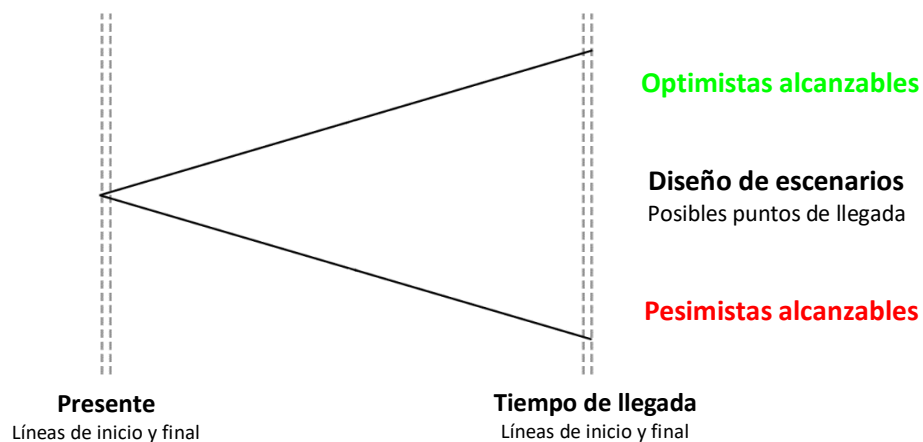 Optimistas alcanzables
Diseño de escenarios
Posibles puntos de llegada
Pesimistas alcanzables
Presente
Líneas de inicio y final
Tiempo de llegada
Líneas de inicio y final